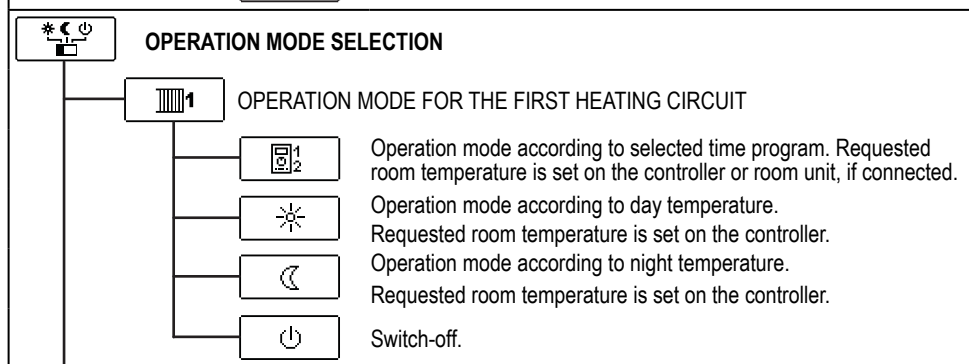 OPERATION MODE SELECTION
1 OPERATION MODE FOR THE FIRST HEATING CIRCUIT
1
2
Operation mode according to selected time program. Requested
room temperature is set on the controller or room unit, if connected.
Operation mode according to day temperature.
Requested room temperature is set on the controller.
Operation mode according to night temperature.
Requested room temperature is set on the controller.
Switch-off.